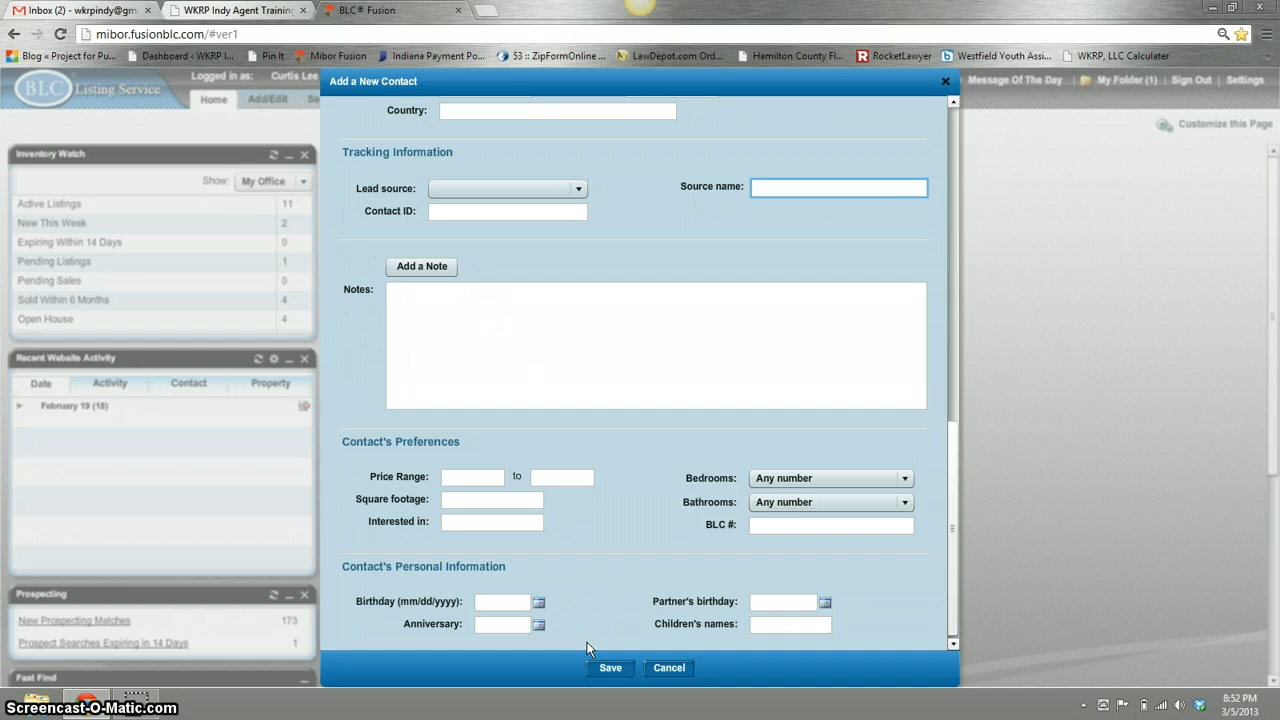 Inbox (2) - wkrpindy@gm
WKRP Indy Agent Training
BLC® Fusion
mibor.fusionblc.com/#ver1
Blog « Project for Pu...
Dashboard ‹ WKRP I...
Pin It
Mibor Fusion
Indiana Payment Po...
53 :: ZipFormOnline ...
LawDepot.com Ord...
Hamilton County Fl...
RocketLawyer
Westfield Youth Assi...
WKRP, LLC Calculater
BLC Listing Service
Logged in as: Curtis Lee
Home
Add/Edit
Se
Message Of The Day
My Folder (1)
Sign Out
Settings
Customize this Page
Inventory Watch
Show: My Office
Active Listings 11
New This Week 2
Expiring Within 14 Days 0
Pending Listings 1
Pending Sales 0
Sold Within 6 Months 4
Open House 4
Recent Website Activity
Date Activity Contact Property
February 19 (18)
Prospecting
New Prospecting Matches 173
Prospect Searches Expiring in 14 Days 1
Fast Find
Add a New Contact
Country:
Tracking Information
Lead source: Source name:
Contact ID:
Add a Note
Notes:
Contact's Preferences
Price Range: to Bedrooms: Any number
Square footage: Bathrooms: Any number
Interested in: BLC #:
Contact's Personal Information
Birthday (mm/dd/yyyy): Partner's birthday:
Anniversary: Children's names:
Save Cancel
Screencast-O-Matic.com
8:52 PM
3/5/2013